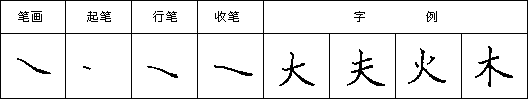 笔画 起笔 行笔 收笔 字 例
大 夫 火 木